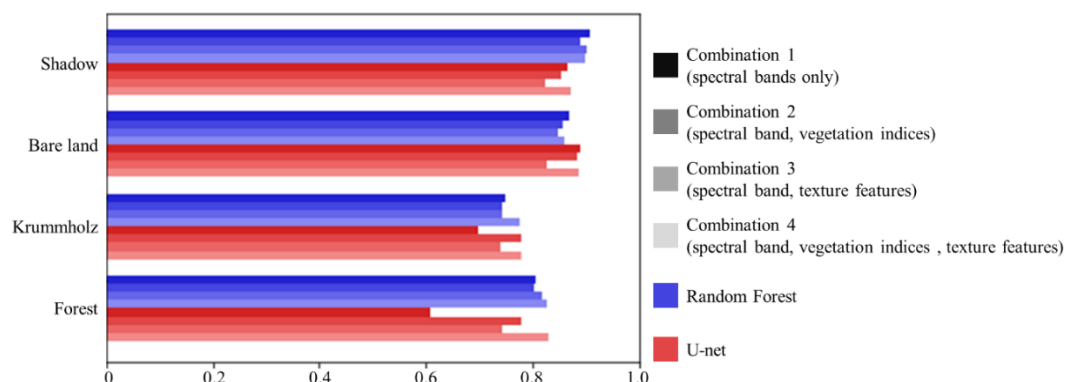 Shadow
Bare land
Krummholz
Forest
0
0.2
0.4
0.6
0.8
1.0
Combination 1
(spectral bands only)
Combination 2
(spectral band, vegetation indices)
Combination 3
(spectral band, texture features)
Combination 4
(spectral band, vegetation indices , texture features)
Random Forest
U-net